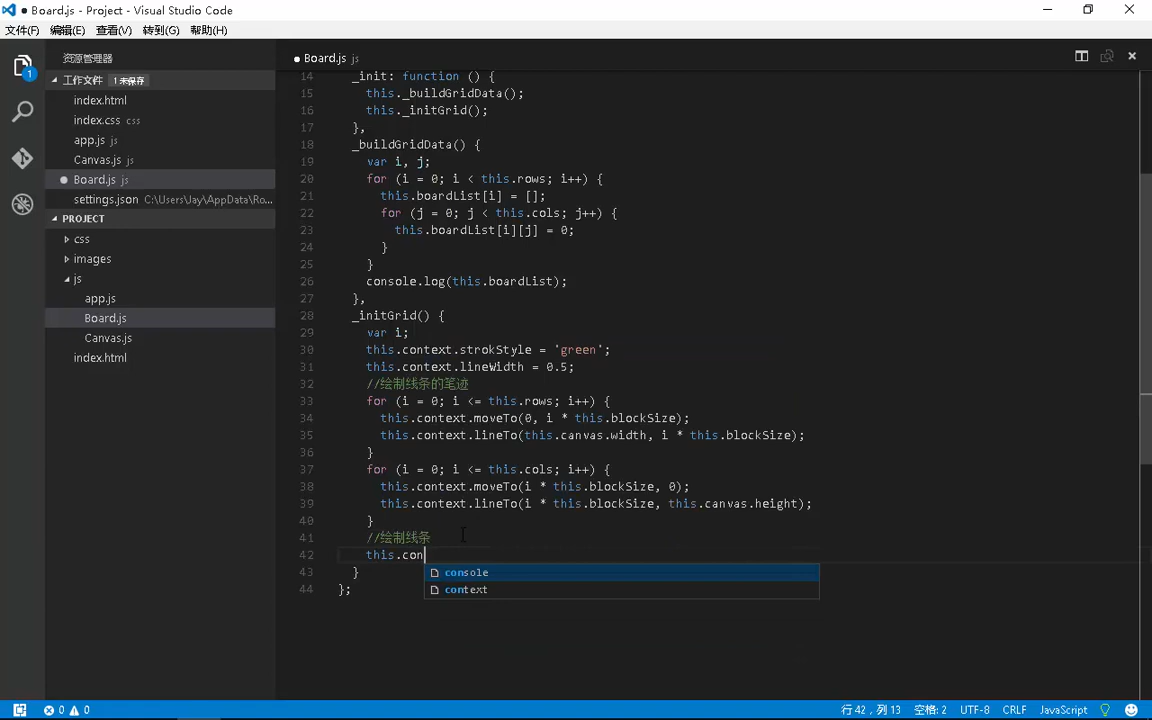 Board.js - Project - Visual Studio Code
文件(F) 编辑(E) 查看(V) 转到(G) 帮助(H)
资源管理器
工作文件 1 未保存
index.html
index.css css
app.js js
Canvas.js js
Board.js js
settings.json C:\Users\Jay\AppData\Ro...
PROJECT
css
images
js
app.js
Board.js
Canvas.js
index.html
1
Board.js js
14 _init: function () {
15 this._buildGridData();
16 this._initGrid();
17 },
18 _buildGridData() {
19 var i, j;
20 for (i = 0; i < this.rows; i++) {
21 this.boardList[i] = [];
22 for (j = 0; j < this.cols; j++) {
23 this.boardList[i][j] = 0;
24 }
25 }
26 console.log(this.boardList);
27 },
28 _initGrid() {
29 var i;
30 this.context.strokStyle = 'green';
31 this.context.lineWidth = 0.5;
32 //绘制线条的笔迹
33 for (i = 0; i <= this.rows; i++) {
34 this.context.moveTo(0, i * this.blockSize);
35 this.context.lineTo(this.canvas.width, i * this.blockSize);
36 }
37 for (i = 0; i <= this.cols; i++) {
38 this.context.moveTo(i * this.blockSize, 0);
39 this.context.lineTo(i * this.blockSize, this.canvas.height);
40 }
41 //绘制线条
42 this.con
console
43 }
context
44 };
0 0 行 42，列 13 空格: 2 UTF-8 CRLF JavaScript